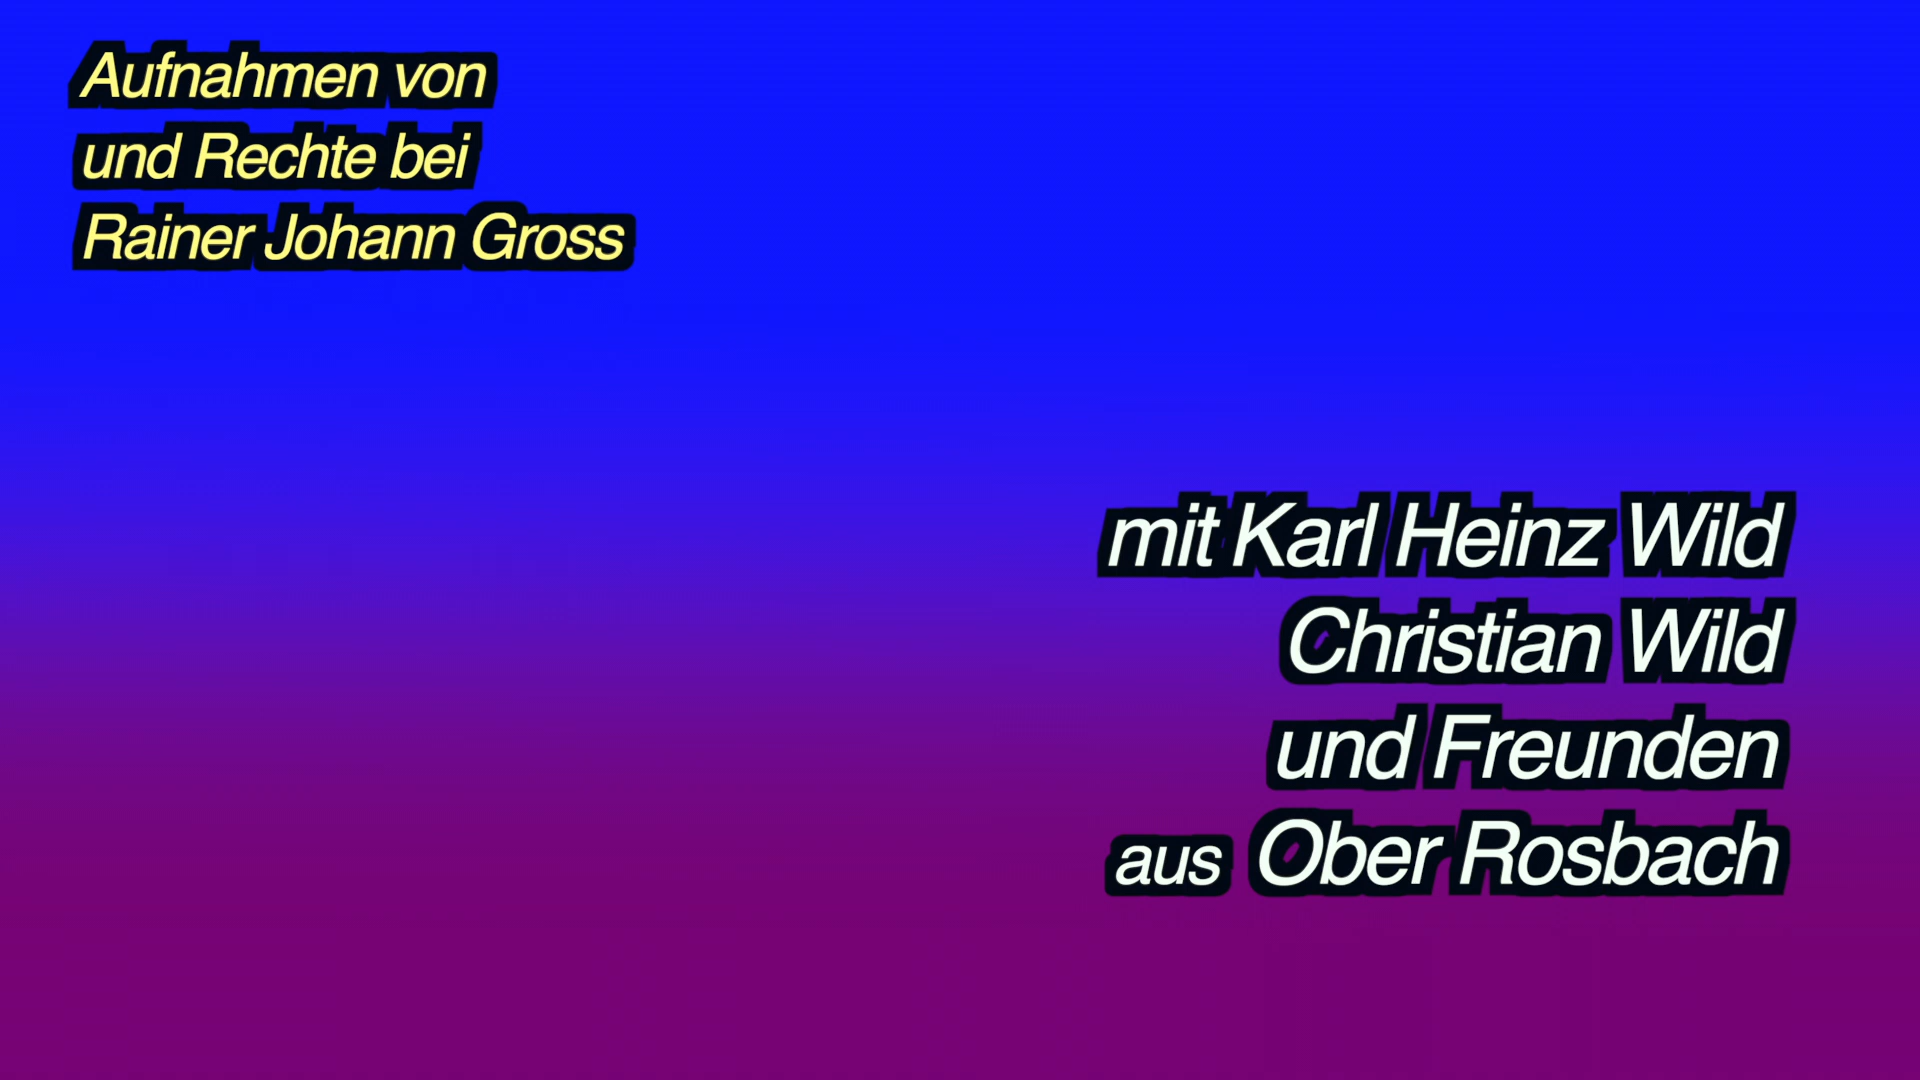 Aufnahmen von
und Rechte bei
Rainer Johann Gross
mit Karl Heinz Wild
Christian Wild
und Freunden
aus Ober Rosbach